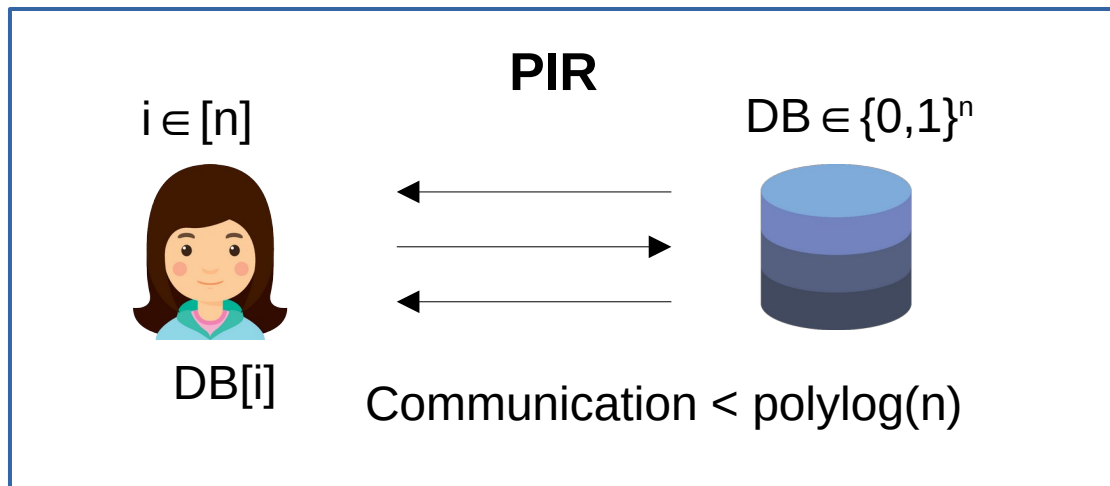 PIR
i ∈ [n]
DB ∈ {0,1}ⁿ
DB[i]
Communication < polylog(n)